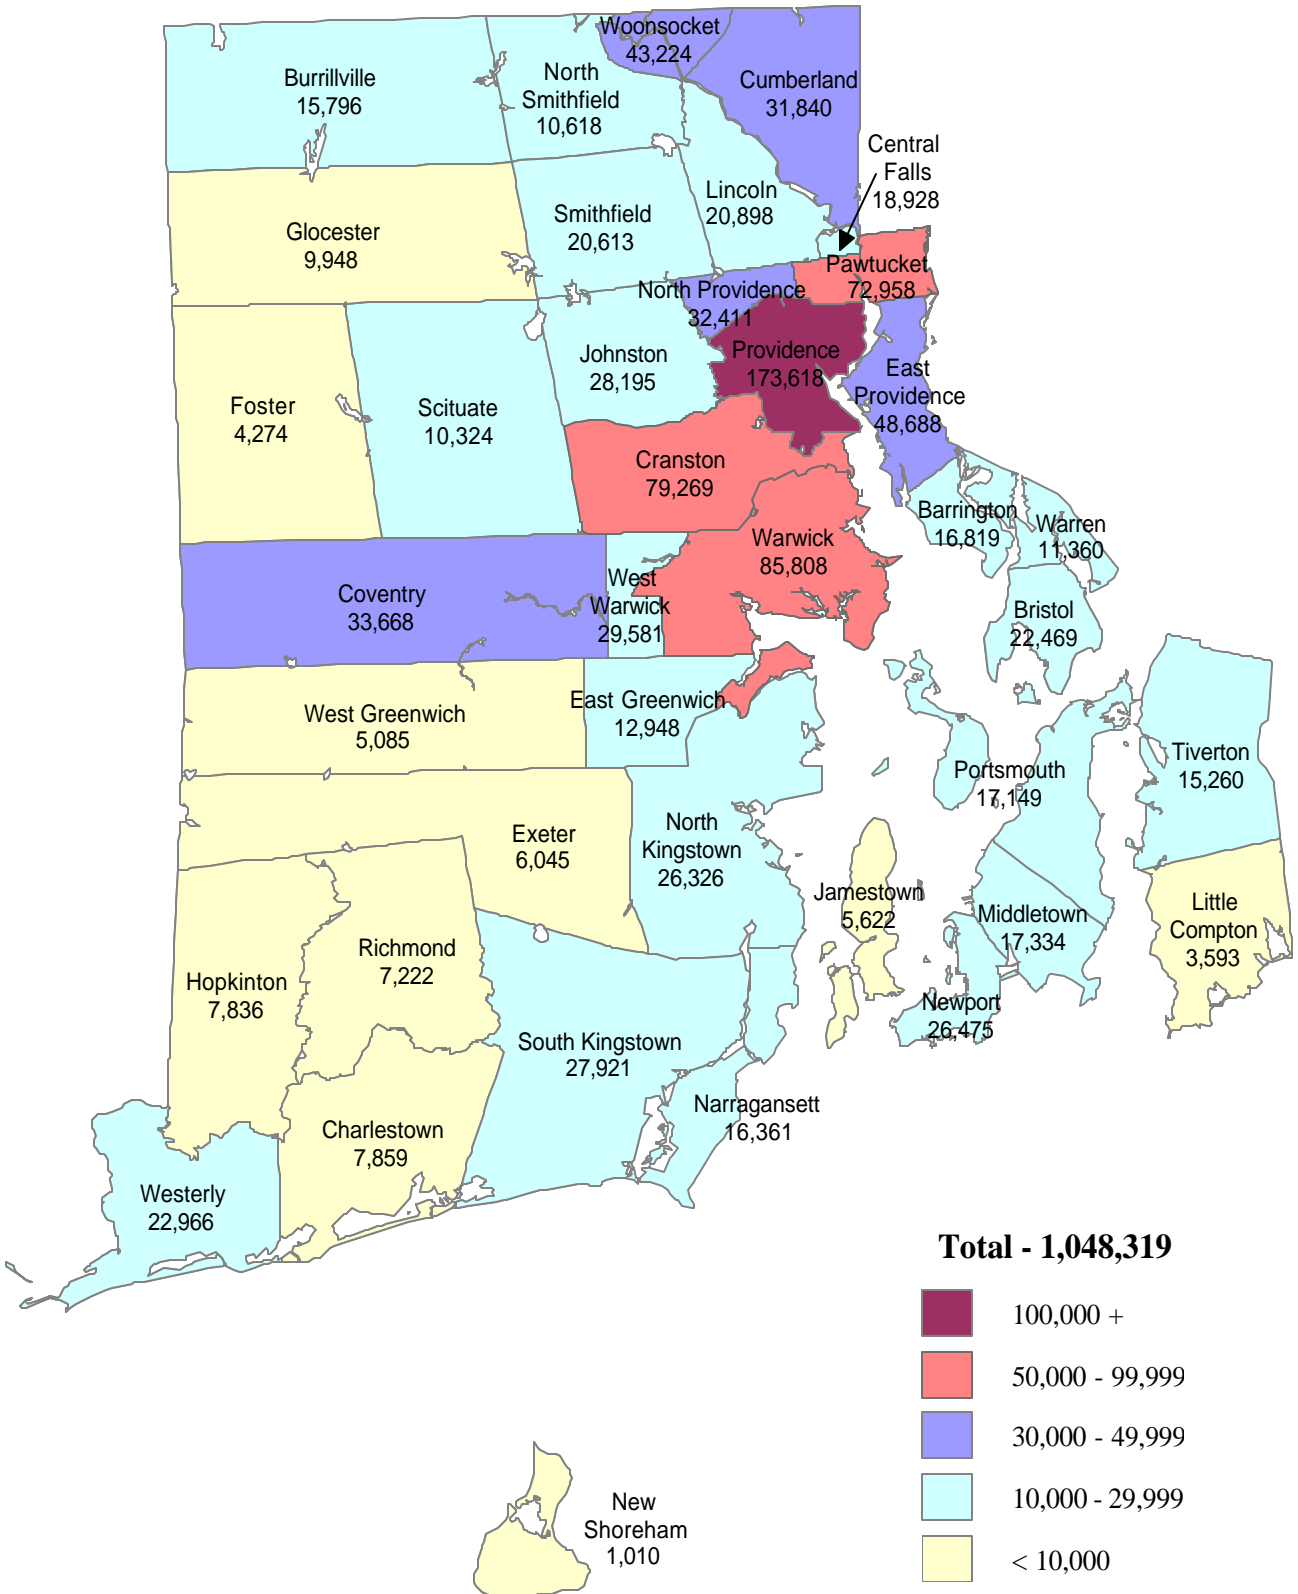 Woonsocket
43,224
Burrillville
15,796
North
Smithfield
10,618
Cumberland
31,840
Central
Falls
18,928
Lincoln
20,898
Smithfield
20,613
Glocester
9,948
Pawtucket
72,958
North Providence
32,411
Providence
173,618
Johnston
28,195
East
Providence
48,688
Foster
4,274
Scituate
10,324
Cranston
79,269
Barrington
16,819
Warren
11,360
Warwick
85,808
West
Warwick
29,581
Coventry
33,668
Bristol
22,469
East Greenwich
12,948
West Greenwich
5,085
Tiverton
15,260
Portsmouth
17,149
Exeter
6,045
North
Kingstown
26,326
Jamestown
5,622
Middletown
17,334
Little
Compton
3,593
Richmond
7,222
Hopkinton
7,836
Newport
26,475
South Kingstown
27,921
Narragansett
16,361
Charlestown
7,859
Westerly
22,966
Total - 1,048,319
100,000 +
50,000 - 99,999
30,000 - 49,999
10,000 - 29,999
< 10,000
New
Shoreham
1,010